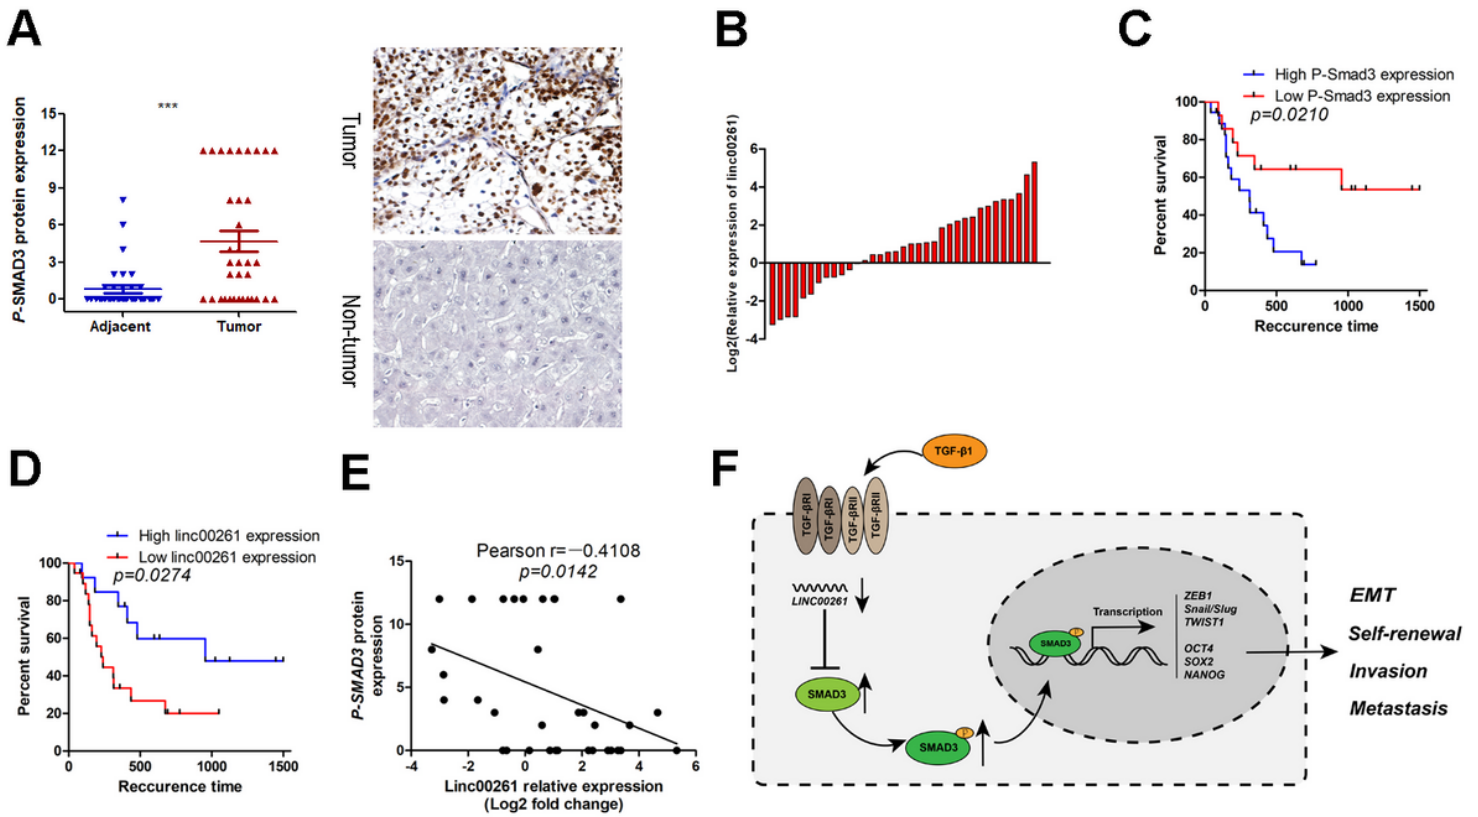 A
P-SMAD3 protein expression
***
15
12
9
6
3
0
Adjacent
Tumor
Tumor
Non-tumor
B
Log2(Relative expression of linc00261)
6
4
2
0
-2
-4
C
High P-Smad3 expression
Low P-Smad3 expression
p=0.0210
Percent survival
100
80
60
40
20
0
0
500
1000
1500
Reccurence time
D
High linc00261 expression
Low linc00261 expression
p=0.0274
Percent survival
100
80
60
40
20
0
0
500
1000
1500
Reccurence time
E
Pearson r=−0.4108
p=0.0142
P-SMAD3 protein
expression
15
10
5
0
-4
-2
0
2
4
6
Linc00261 relative expression
(Log2 fold change)
F
TGF-β1
TGF-βRI
TGF-βRI
TGF-βRII
TGF-βRII
LINC00261
SMAD3
SMAD3
P
SMAD3
P
Transcription
ZEB1
Snail/Slug
TWIST1
OCT4
SOX2
NANOG
EMT
Self-renewal
Invasion
Metastasis